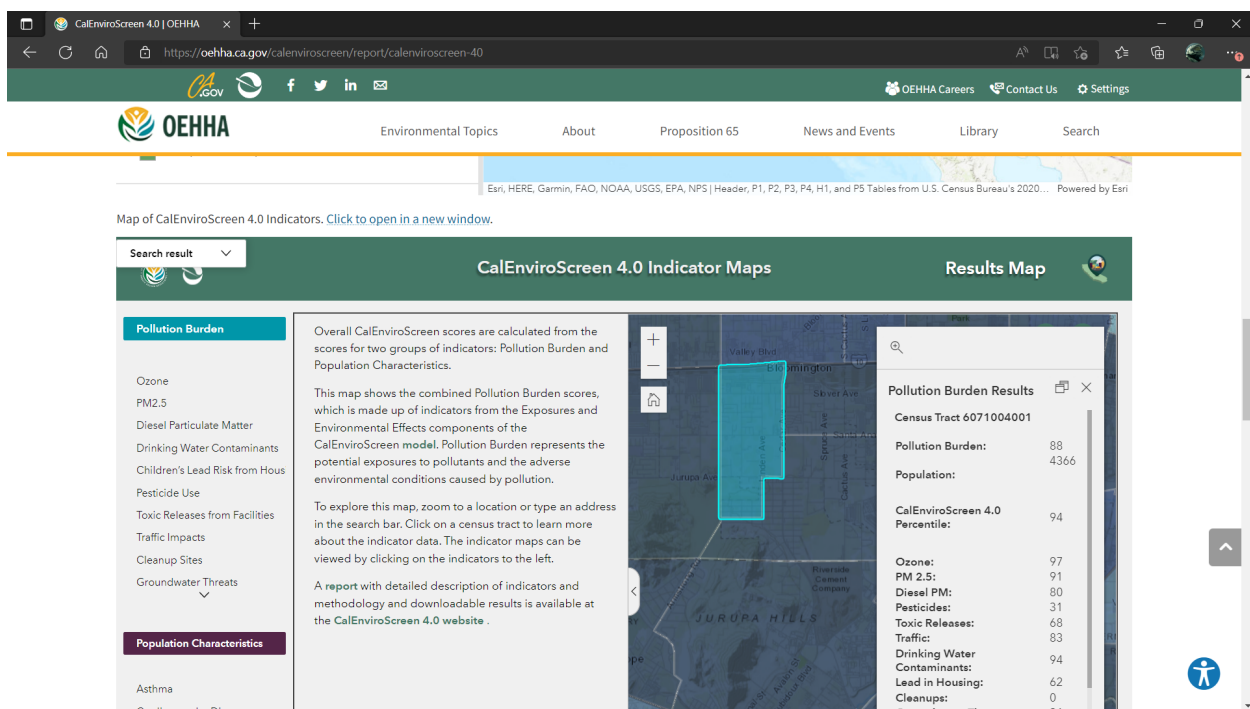 CalEnviroScreen 4.0 | OEHHA
https://oehha.ca.gov/calenviroscreen/report/calenviroscreen-40
CA.GOV
OEHHA Careers
Contact Us
Settings
OEHHA
Environmental Topics
About
Proposition 65
News and Events
Library
Search
Esri, HERE, Garmin, FAO, NOAA, USGS, EPA, NPS | Header, P1, P2, P3, P4, H1, and P5 Tables from U.S. Census Bureau's 2020... Powered by Esri
Map of CalEnviroScreen 4.0 Indicators. Click to open in a new window.
Search result
CalEnviroScreen 4.0 Indicator Maps
Results Map
Pollution Burden
Ozone
PM2.5
Diesel Particulate Matter
Drinking Water Contaminants
Children's Lead Risk from Hous
Pesticide Use
Toxic Releases from Facilities
Traffic Impacts
Cleanup Sites
Groundwater Threats
Population Characteristics
Asthma
Overall CalEnviroScreen scores are calculated from the
scores for two groups of indicators: Pollution Burden and
Population Characteristics.
This map shows the combined Pollution Burden scores,
which is made up of indicators from the Exposures and
Environmental Effects components of the
CalEnviroScreen model. Pollution Burden represents the
potential exposures to pollutants and the adverse
environmental conditions caused by pollution.
To explore this map, zoom to a location or type an address
in the search bar. Click on a census tract to learn more
about the indicator data. The indicator maps can be
viewed by clicking on the indicators to the left.
A report with detailed description of indicators and
methodology and downloadable results is available at
the CalEnviroScreen 4.0 website .
Valley Blvd
Bloomington
Slover Ave
Spruce Ave
Cactus Ave
Jurupa Ave
Riverside
Cement
Company
JURUPA HILLS
Pollution Burden Results
Census Tract 6071004001
Pollution Burden: 88
4366
Population:
CalEnviroScreen 4.0
Percentile: 94
Ozone: 97
PM 2.5: 91
Diesel PM: 80
Pesticides: 31
Toxic Releases: 68
Traffic: 83
Drinking Water
Contaminants: 94
Lead in Housing: 62
Cleanups: 0